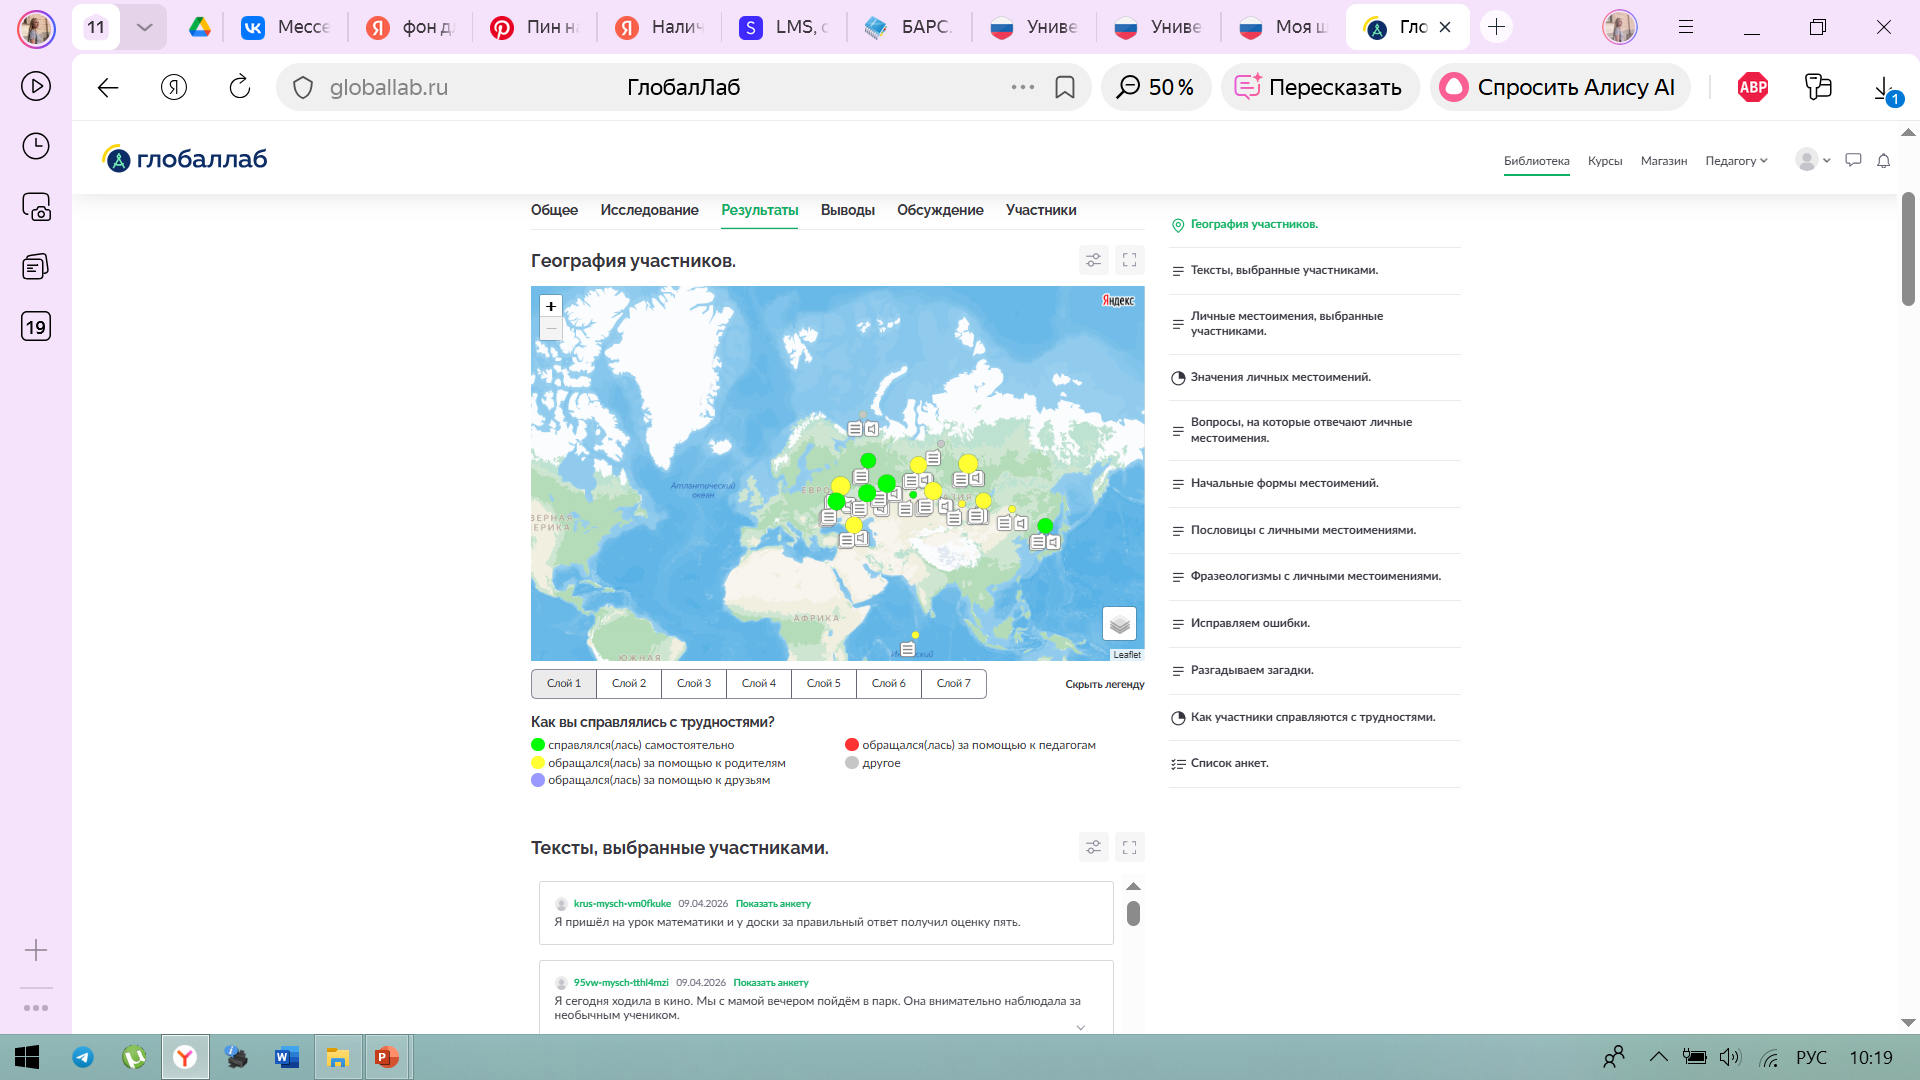 11
Мессе
фон дл
Пин на
Налич
LMS, с
БАРС.
Униве
Униве
Моя ш
Гло
globallab.ru
ГлобалЛаб
50 %
Пересказать
Спросить Алису AI
ABP
1
19
глобаллаб
Библиотека
Курсы
Магазин
Педагогу
Общее
Исследование
Результаты
Выводы
Обсуждение
Участники
География участников.
+
−
Яндекс
Атлантический
океан
АФРИКА
ЮЖНАЯ
Leaflet
Слой 1
Слой 2
Слой 3
Слой 4
Слой 5
Слой 6
Слой 7
Скрыть легенду
Как вы справлялись с трудностями?
справлялся(лась) самостоятельно
обращался(лась) за помощью к родителям
обращался(лась) за помощью к друзьям
обращался(лась) за помощью к педагогам
другое
Тексты, выбранные участниками.
krus-mysch-vm0fkuke 09.04.2026 Показать анкету
Я пришёл на урок математики и у доски за правильный ответ получил оценку пять.
95vw-mysch-tthl4mzi 09.04.2026 Показать анкету
Я сегодня ходила в кино. Мы с мамой вечером пойдём в парк. Она внимательно наблюдала за
необычным учеником.
География участников.
Тексты, выбранные участниками.
Личные местоимения, выбранные
участниками.
Значения личных местоимений.
Вопросы, на которые отвечают личные
местоимения.
Начальные формы местоимений.
Пословицы с личными местоимениями.
Фразеологизмы с личными местоимениями.
Исправляем ошибки.
Разгадываем загадки.
Как участники справляются с трудностями.
Список анкет.
РУС
10:19